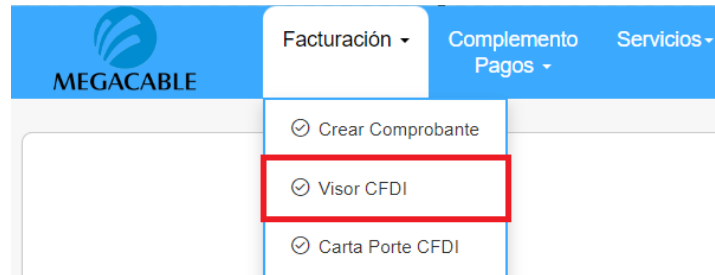 MEGACABLE
Facturación
Complemento
Pagos
Servicios
Crear Comprobante
Visor CFDI
Carta Porte CFDI